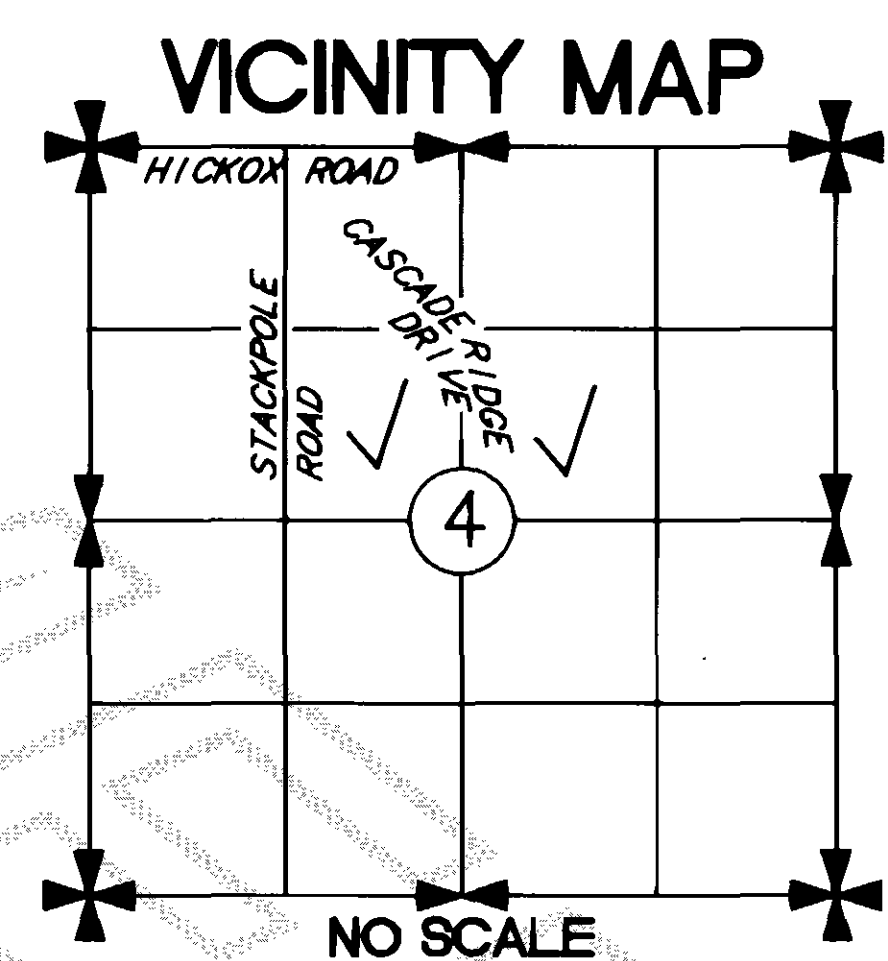 VICINITY MAP
HICKOX ROAD
CASCADE RIDGE
DRIVE
STACKPOLE
ROAD
4
NO SCALE